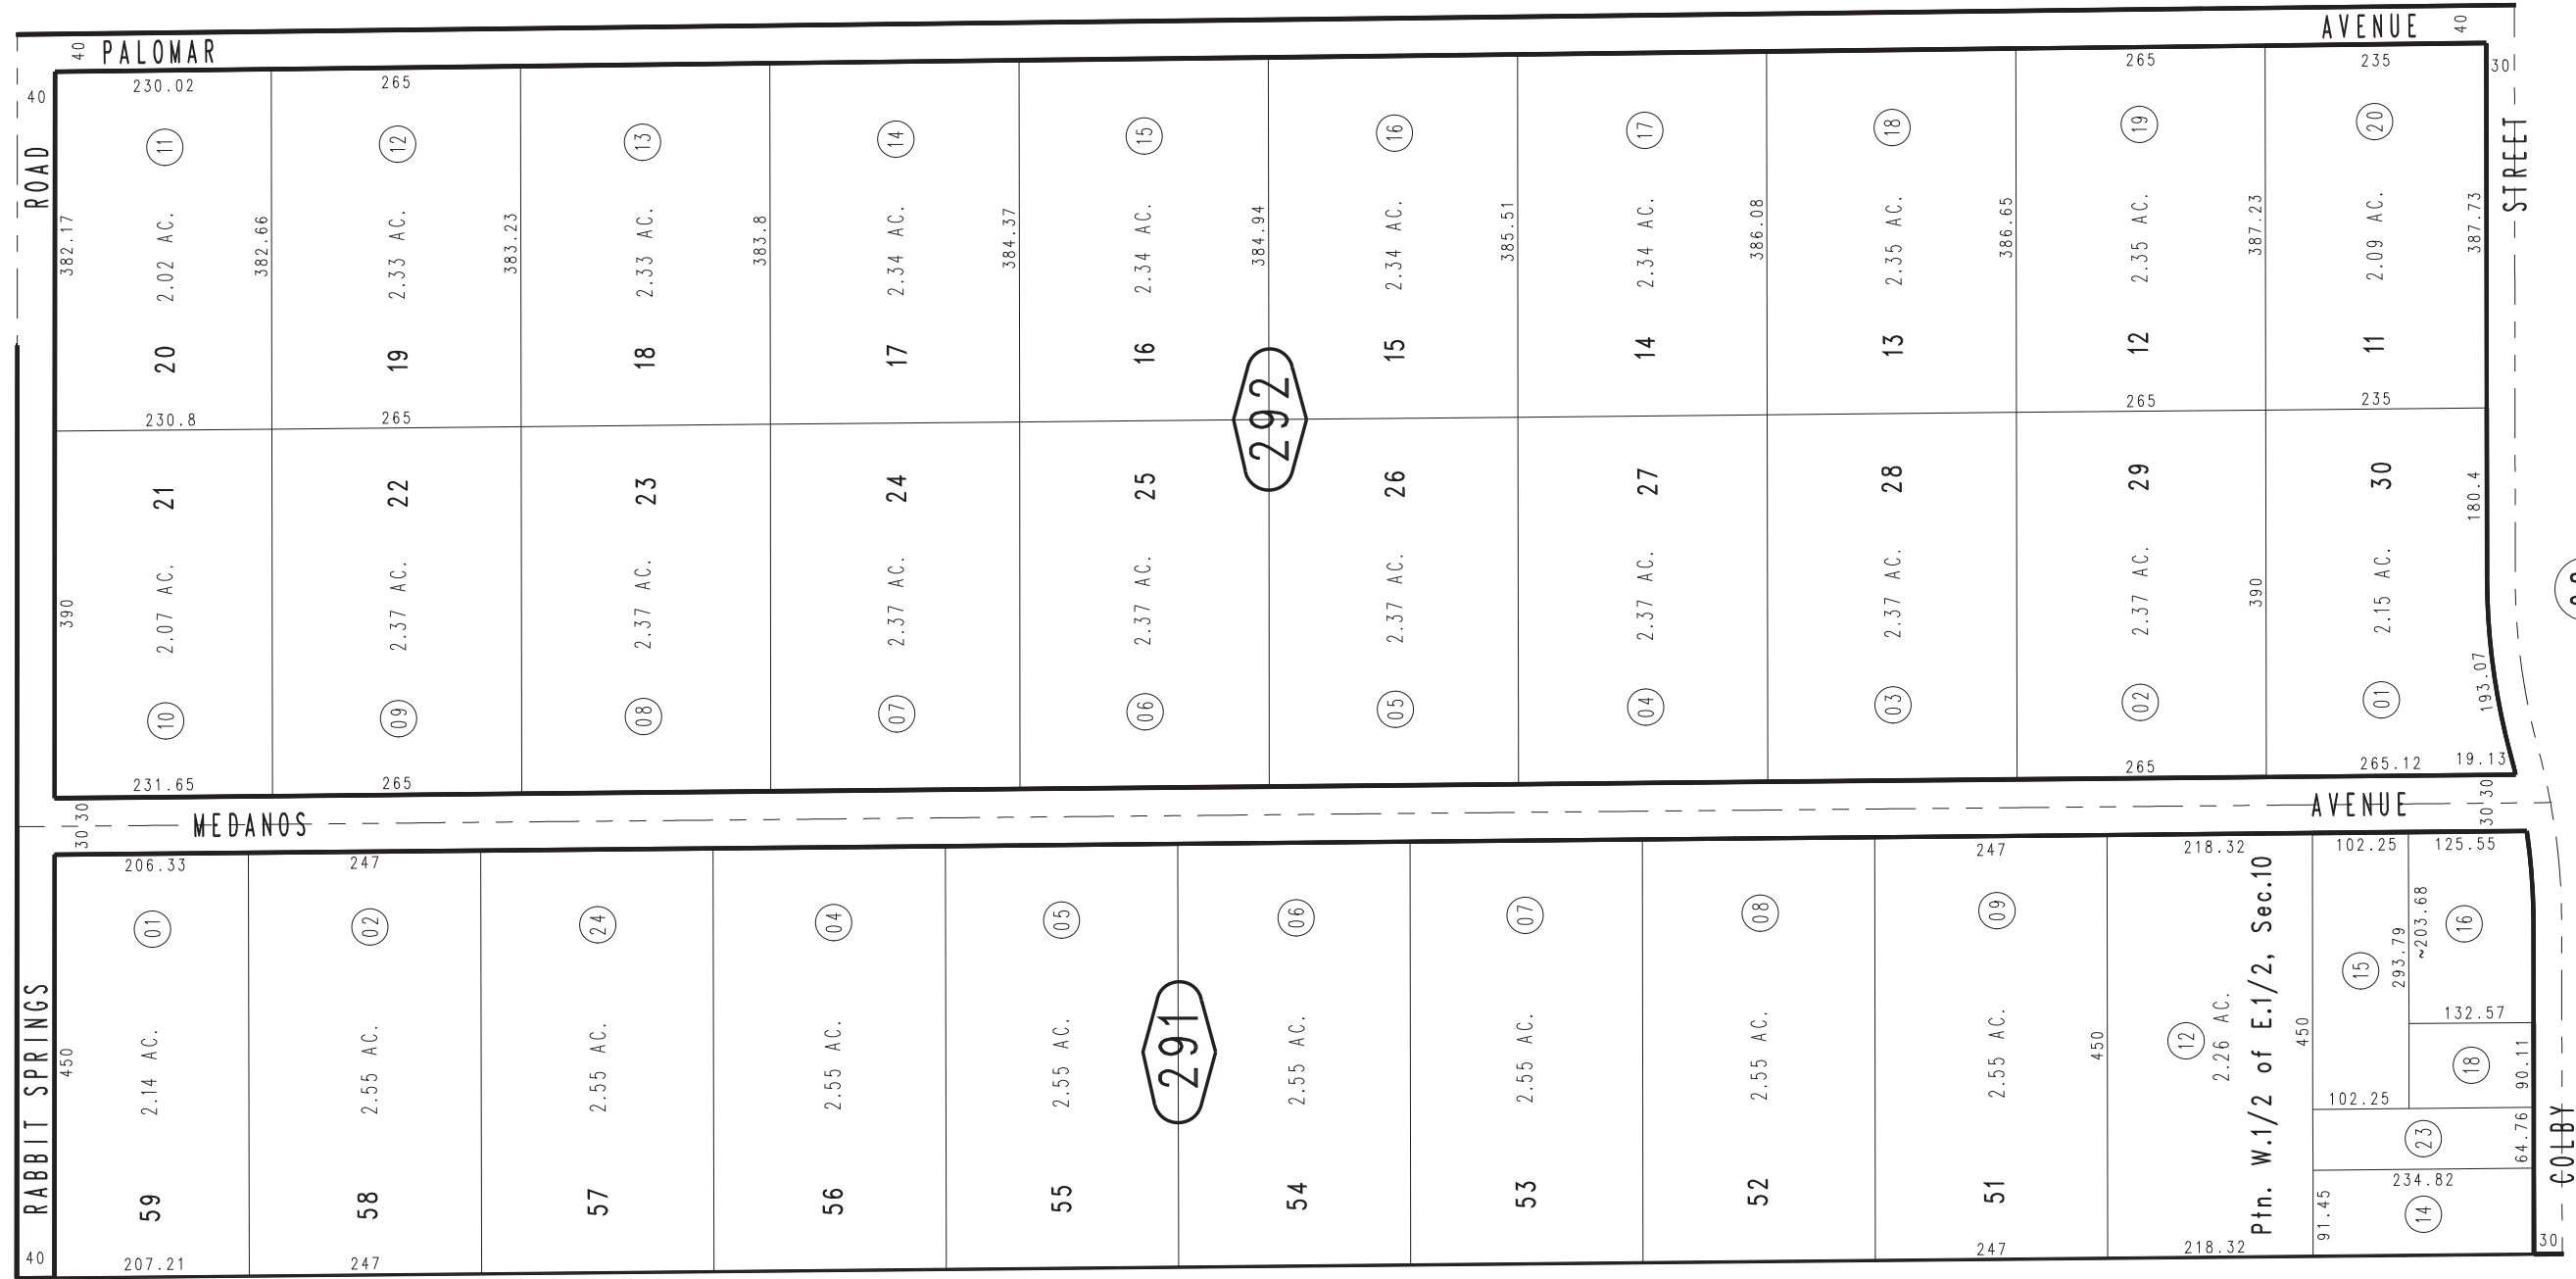 40 PALOMAR AVENUE 40
230.02 265 265 235 30
40
ROAD
STREET
11 12 13 14 15 16 17 18 19 20
382.17 382.66 383.23 383.8 384.37 384.94 385.51 386.08 386.65 387.23 387.73
2.02 AC. 2.33 AC. 2.33 AC. 2.34 AC. 2.34 AC. 2.34 AC. 2.34 AC. 2.35 AC. 2.35 AC. 2.09 AC.
20 19 18 17 16 15 14 13 12 11
230.8 265 265 235
292
21 22 23 24 25 26 27 28 29 30
180.4
390 390
2.07 AC. 2.37 AC. 2.37 AC. 2.37 AC. 2.37 AC. 2.37 AC. 2.37 AC. 2.37 AC. 2.37 AC. 2.15 AC.
193.07
10 09 08 07 06 05 04 03 02 01
231.65 265 265 265.12 19.13
30 30 MEDANOS AVENUE 30 30
206.33 247 247 218.32 102.25 125.55
01 02 24 04 05 06 07 08 09
15 293.79 ~203.68 16
132.57
RABBIT SPRINGS
450 450 450
2.14 AC. 2.55 AC. 2.55 AC. 2.55 AC. 2.55 AC. 2.55 AC. 2.55 AC. 2.55 AC. 2.55 AC.
291
12
2.26 AC.
Ptn. W.1/2 of E.1/2, Sec.10
18 90.11
102.25
23 64.76
COLBY
59 58 57 56 55 54 53 52 51
234.82
91.45 14
40 207.21 247 247 218.32 30